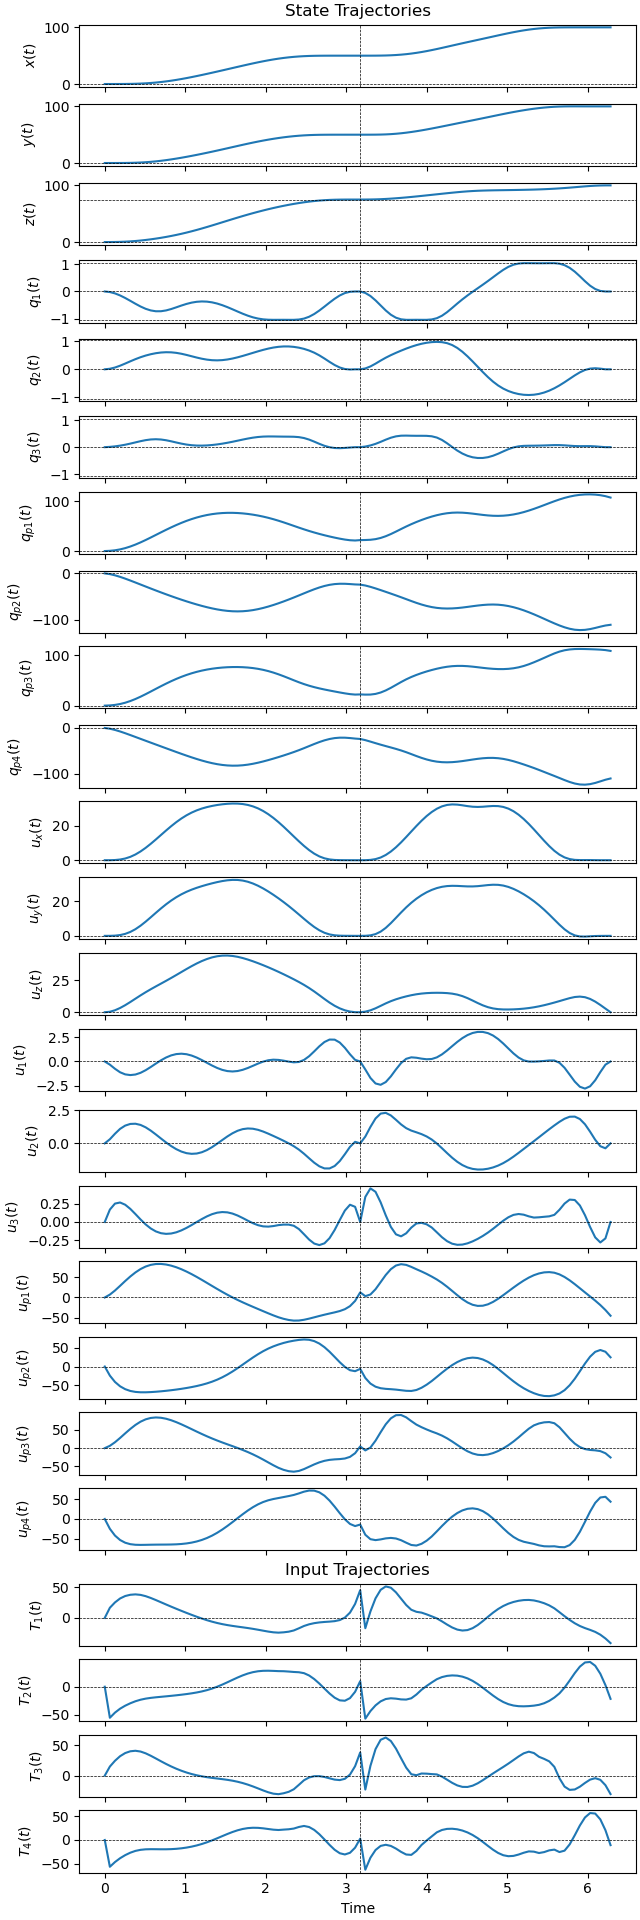 State Trajectories
x(t)
100
0
y(t)
100
0
z(t)
100
0
q₁(t)
1
0
−1
q₂(t)
1
0
−1
q₃(t)
1
0
−1
qₚ₁(t)
100
0
qₚ₂(t)
0
−100
qₚ₃(t)
100
0
qₚ₄(t)
0
−100
uₓ(t)
20
0
u_y(t)
20
0
u_z(t)
25
0
u₁(t)
2.5
0.0
−2.5
u₂(t)
2.5
0.0
u₃(t)
0.25
0.00
−0.25
uₚ₁(t)
50
0
−50
uₚ₂(t)
50
0
−50
uₚ₃(t)
50
0
−50
uₚ₄(t)
50
0
−50
Input Trajectories
T₁(t)
50
0
T₂(t)
0
−50
T₃(t)
50
0
T₄(t)
50
0
−50
0 1 2 3 4 5 6
Time